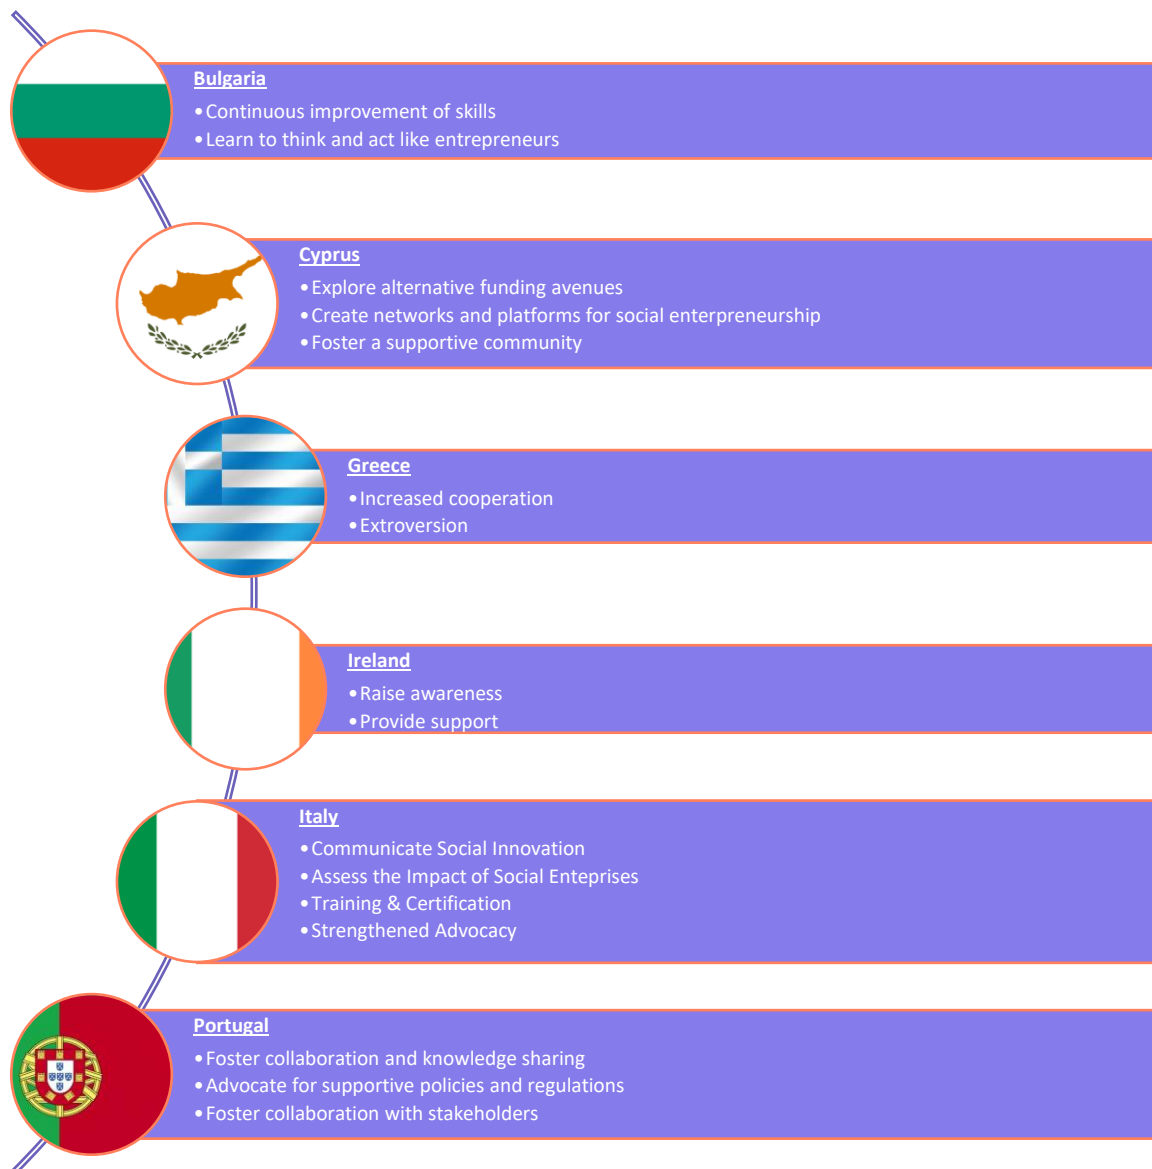 Bulgaria
•Continuous improvement of skills
•Learn to think and act like entrepreneurs
Cyprus
•Explore alternative funding avenues
•Create networks and platforms for social enterpreneurship
•Foster a supportive community
Greece
•Increased cooperation
•Extroversion
Ireland
•Raise awareness
•Provide support
Italy
•Communicate Social Innovation
•Assess the Impact of Social Enteprises
•Training & Certification
•Strengthened Advocacy
Portugal
•Foster collaboration and knowledge sharing
•Advocate for supportive policies and regulations
•Foster collaboration with stakeholders